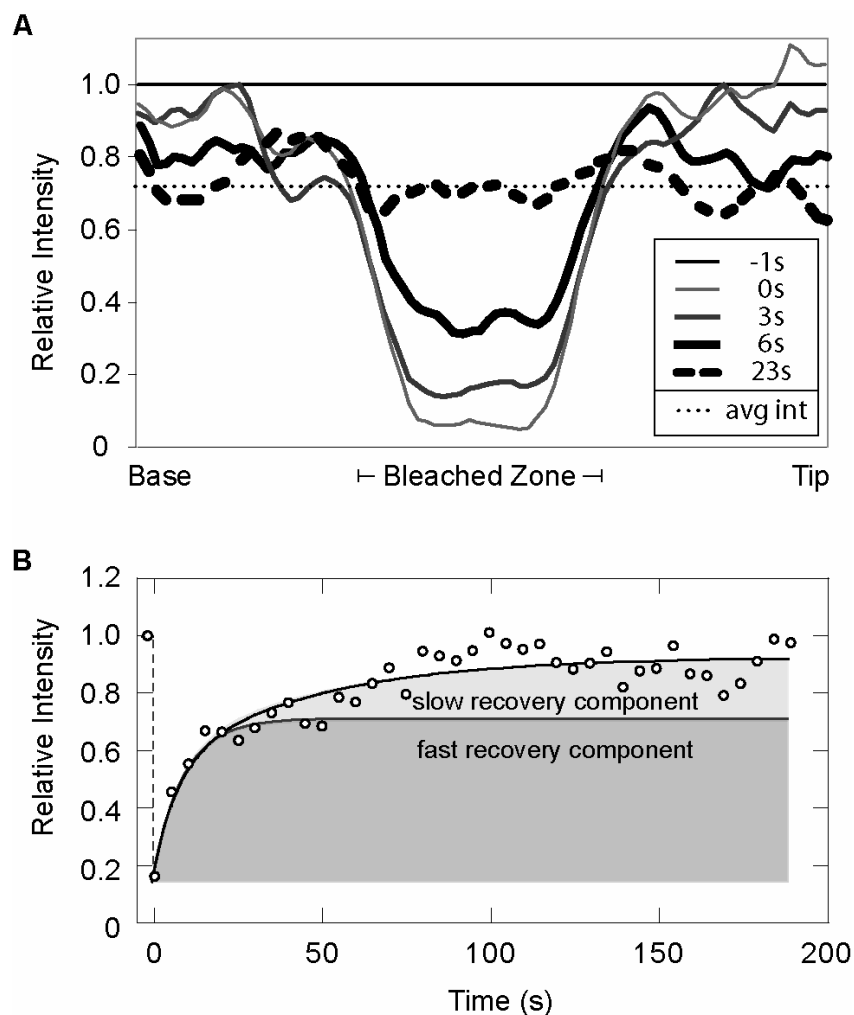 A
Relative Intensity
1.0
0.8
0.6
0.4
0.2
0
-1s
0s
3s
6s
23s
avg int
Base
Bleached Zone
Tip
B
Relative Intensity
1.2
1.0
0.8
0.6
0.4
0.2
0
slow recovery component
fast recovery component
0 50 100 150 200
Time (s)